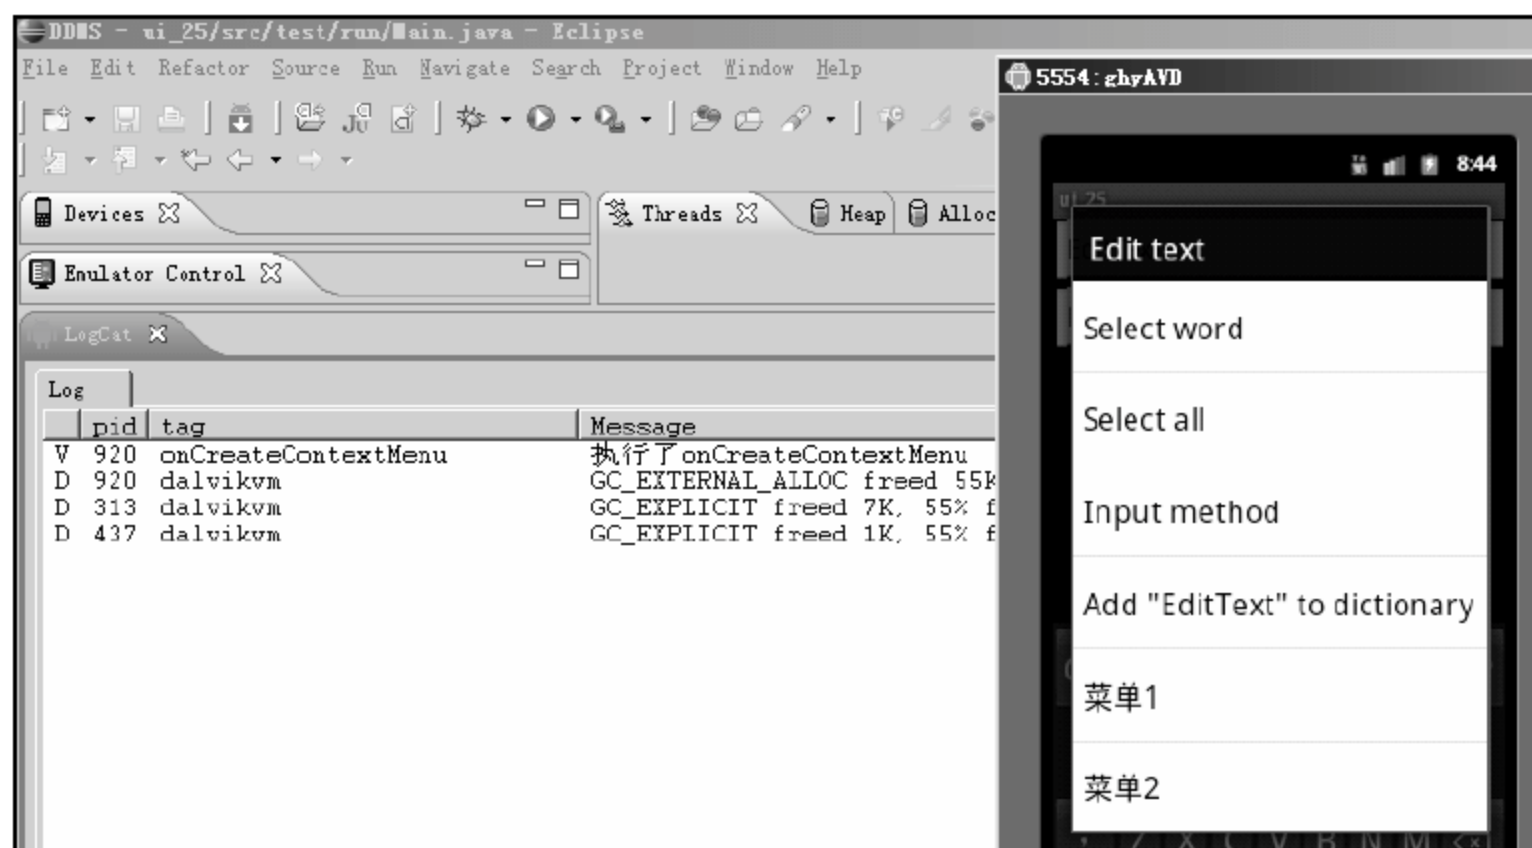 DDMS - ui_25/src/test/run/Main.java - Eclipse
File Edit Refactor Source Run Navigate Search Project Window Help
Devices
Threads Heap Alloc
Emulator Control
LogCat
Log
pid tag Message
V 920 onCreateContextMenu 执行了onCreateContextMenu
D 920 dalvikvm GC_EXTERNAL_ALLOC freed 55K
D 313 dalvikvm GC_EXPLICIT freed 7K, 55% f
D 437 dalvikvm GC_EXPLICIT freed 1K, 55% f
5554:ghyAVD
8:44
ui_25
Edit text
Select word
Select all
Input method
Add "EditText" to dictionary
菜单1
菜单2
Z X C V B N M